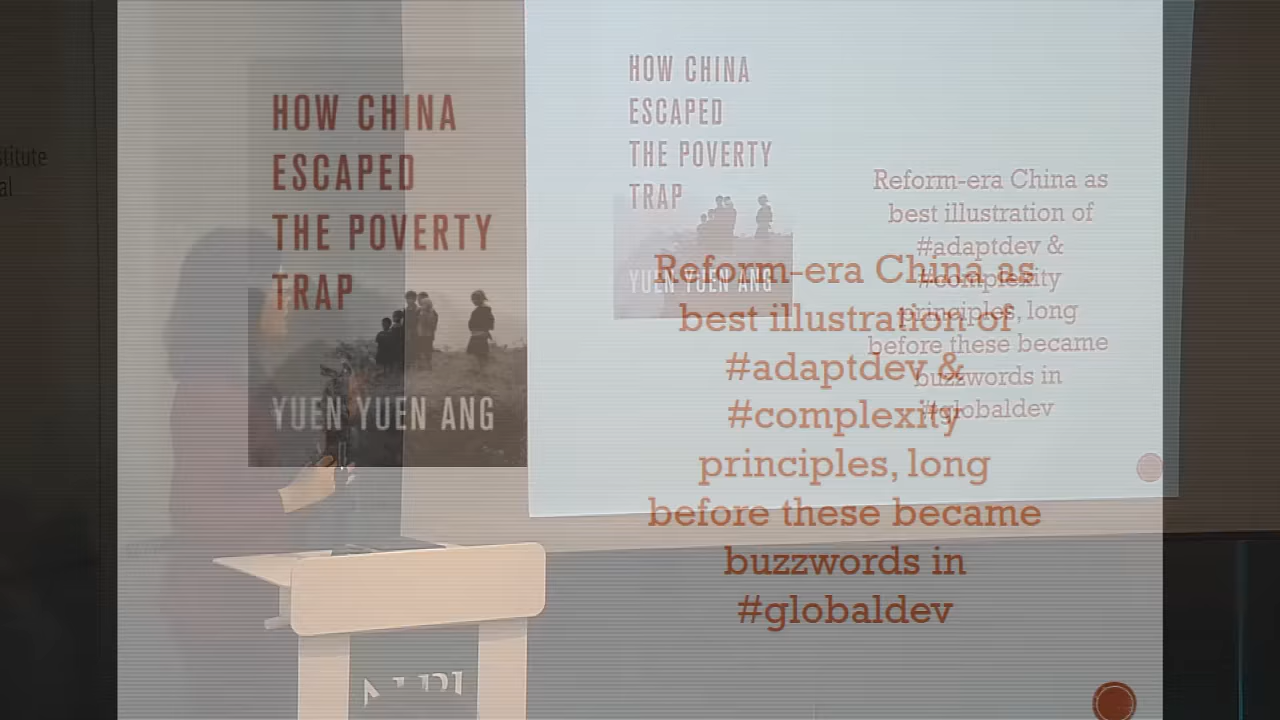 stitute
al
HOW CHINA
ESCAPED
THE POVERTY
TRAP
YUEN YUEN ANG
HOW CHINA
ESCAPED
THE POVERTY
TRAP
YUEN YUEN ANG
Reform-era China as
best illustration of
#adaptdev &
#complexity
principles, long
before these became
buzzwords in
#globaldev
Reform-era China as
best illustration of
#adaptdev &
#complexity
principles, long
before these became
buzzwords in
#globaldev